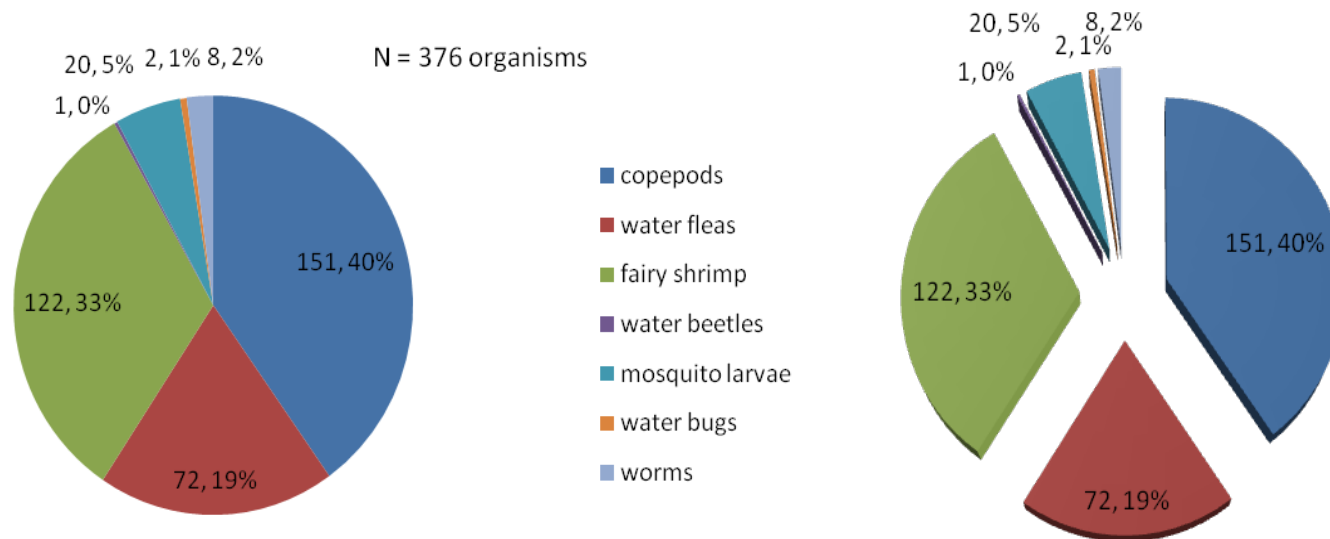 20, 5%
2, 1%
8, 2%
N = 376 organisms
1, 0%
151, 40%
122, 33%
72, 19%
copepods
water fleas
fairy shrimp
water beetles
mosquito larvae
water bugs
worms
20, 5%
8, 2%
2, 1%
1, 0%
151, 40%
122, 33%
72, 19%